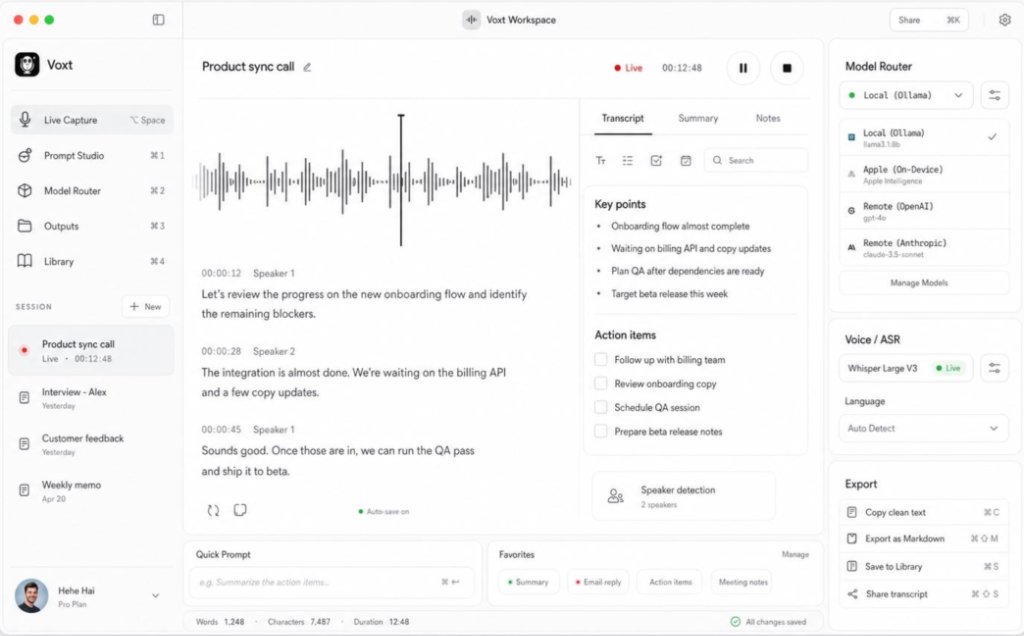 Voxt Workspace
Share ⌘K
Voxt
Live Capture ⌥ Space
Prompt Studio ⌘ 1
Model Router ⌘ 2
Outputs ⌘ 3
Library ⌘ 4
SESSION
+ New
Product sync call
Live • 00:12:48
Interview - Alex
Yesterday
Customer feedback
Yesterday
Weekly memo
Apr 20
Hehe Hai
Pro Plan
Product sync call
Live 00:12:48
00:00:12 Speaker 1
Let's review the progress on the new onboarding flow and identify
the remaining blockers.
00:00:28 Speaker 2
The integration is almost done. We're waiting on the billing API
and a few copy updates.
00:00:45 Speaker 1
Sounds good. Once those are in, we can run the QA pass
and ship it to beta.
Auto-save on
Transcript Summary Notes
Search
Key points
• Onboarding flow almost complete
• Waiting on billing API and copy updates
• Plan QA after dependencies are ready
• Target beta release this week
Action items
Follow up with billing team
Review onboarding copy
Schedule QA session
Prepare beta release notes
Speaker detection
2 speakers
Quick Prompt
e.g. Summarize the action items... ⌘ ↩
Favorites Manage
Summary
Email reply
Action items
Meeting notes
Words 1,248 · Characters 7,487 · Duration 12:48
All changes saved
Model Router
Local (Ollama)
Local (Ollama)
llama3.1:8b
Apple (On-Device)
Apple Intelligence
Remote (OpenAI)
gpt-4o
Remote (Anthropic)
claude-3.5-sonnet
Manage Models
Voice / ASR
Whisper Large V3 Live
Language
Auto Detect
Export
Copy clean text ⌘ C
Export as Markdown ⌘ ⇧ M
Save to Library ⌘ S
Share transcript ⌘ ⇧ S